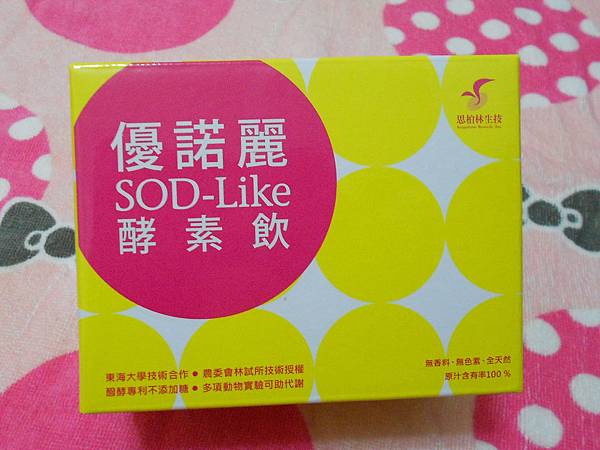 優諾麗
SOD-Like
酵素飲
思柏林生技
東海大學技術合作●農委會林試所技術授權
醱酵專利不添加糖●多項動物實驗可助代謝
無香料、無色素、全天然
原汁含有率100 %